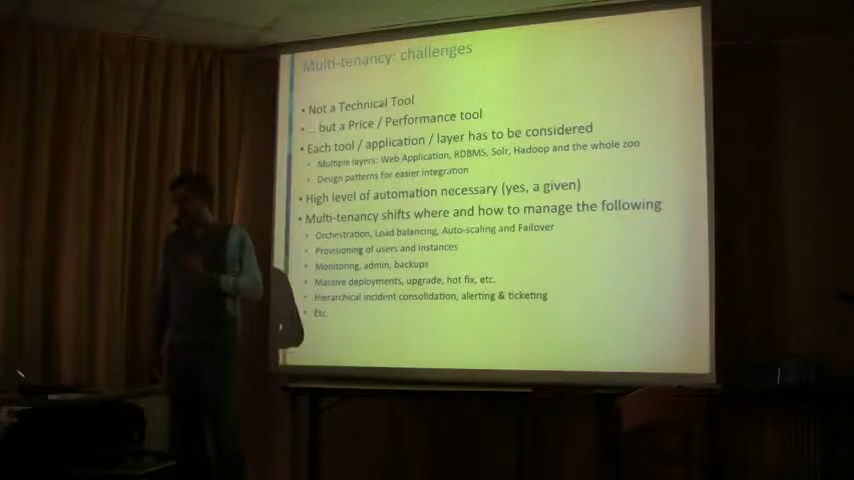 Multi-tenancy: challenges
• Not a Technical Tool
• ... but a Price / Performance tool
• Each tool / application / layer has to be considered
• Multiple layers: Web Application, RDBMS, Solr, Hadoop and the whole zoo
• Design patterns for easier integration
• High level of automation necessary (yes, a given)
• Multi-tenancy shifts where and how to manage the following
• Orchestration, Load balancing, Auto-scaling and Failover
• Provisioning of users and instances
• Monitoring, admin, backups
• Massive deployments, upgrade, hot fix, etc.
• Hierarchical incident consolidation, alerting & ticketing
• Etc.